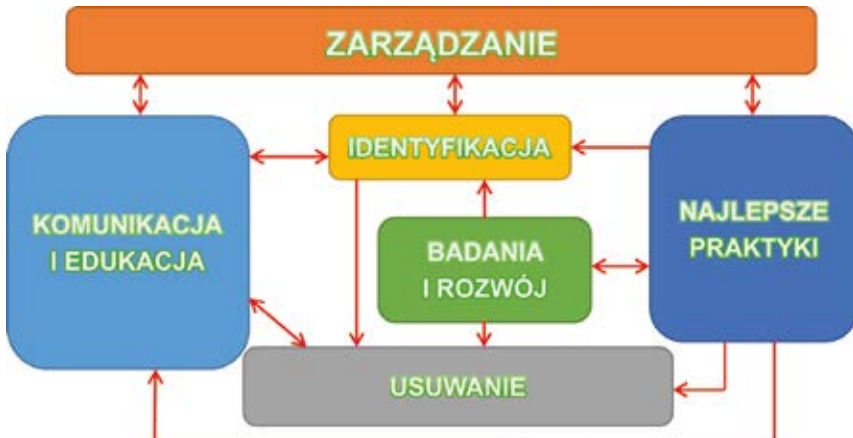 ZARZĄDZANIE
IDENTYFIKACJA
KOMUNIKACJA
I EDUKACJA
NAJLEPSZE
PRAKTYKI
BADANIA
I ROZWÓJ
USUWANIE